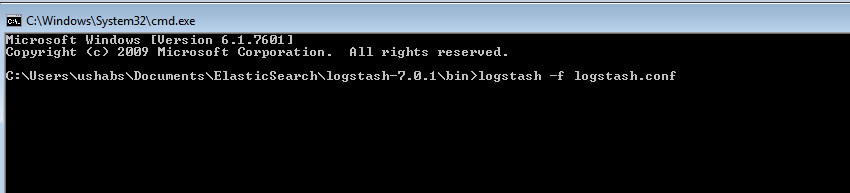 C:\Windows\System32\cmd.exe
Microsoft Windows [Version 6.1.7601]
Copyright (c) 2009 Microsoft Corporation.  All rights reserved.
C:\Users\ushabs\Documents\ElasticSearch\logstash-7.0.1\bin>logstash -f logstash.conf